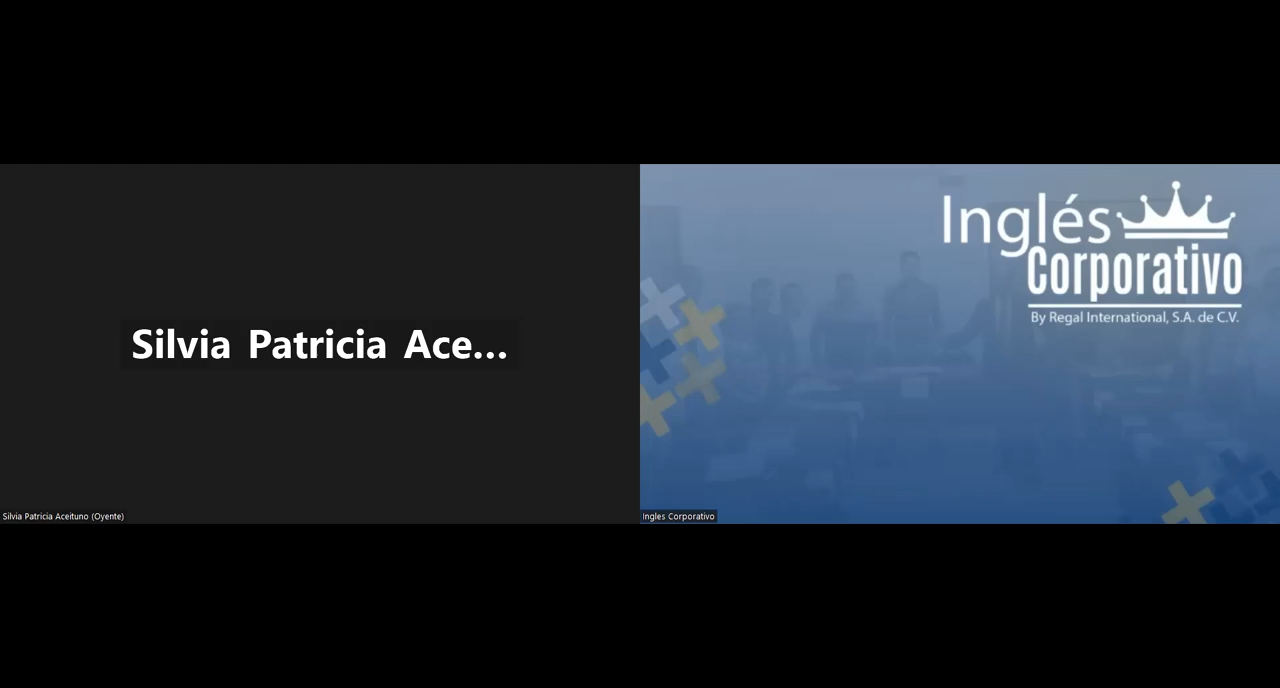 Silvia Patricia Ace...
Silvia Patricia Aceituno (Oyente)
Inglés
Corporativo
By Regal International, S.A. de C.V.
Ingles Corporativo